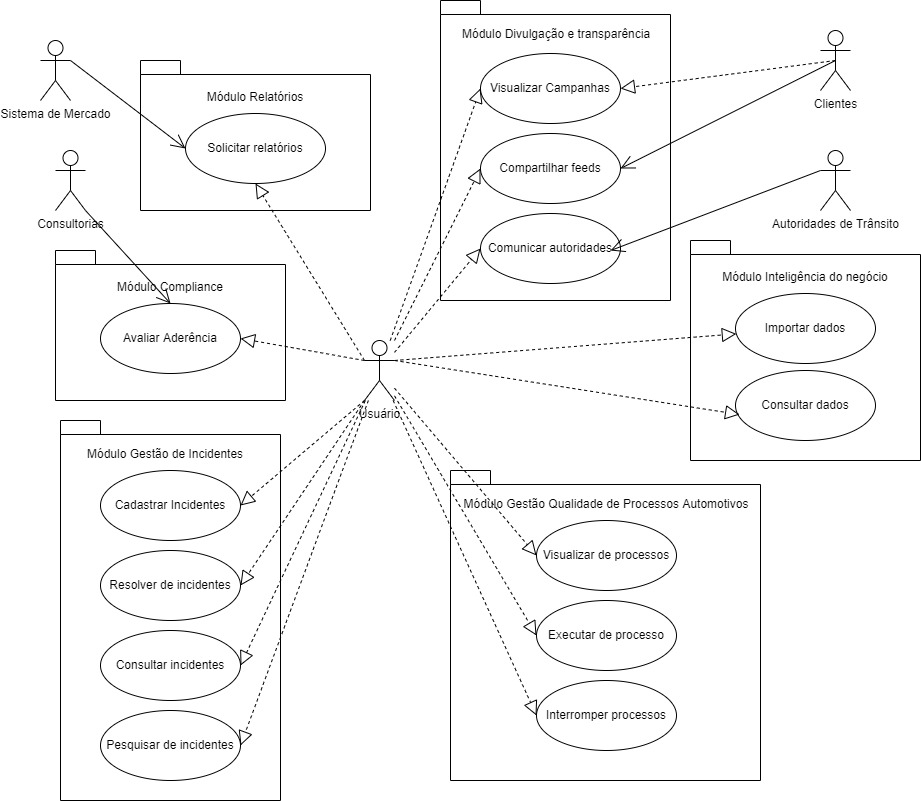 Sistema de Mercado
Consultorias
Módulo Relatórios
Solicitar relatórios
Módulo Divulgação e transparência
Visualizar Campanhas
Compartilhar feeds
Comunicar autoridades
Clientes
Autoridades de Trânsito
Módulo Compliance
Avaliar Aderência
Módulo Inteligência do negócio
Importar dados
Consultar dados
Usuário
Módulo Gestão de Incidentes
Cadastrar Incidentes
Resolver de incidentes
Consultar incidentes
Pesquisar de incidentes
Módulo Gestão Qualidade de Processos Automotivos
Visualizar de processos
Executar de processo
Interromper processos